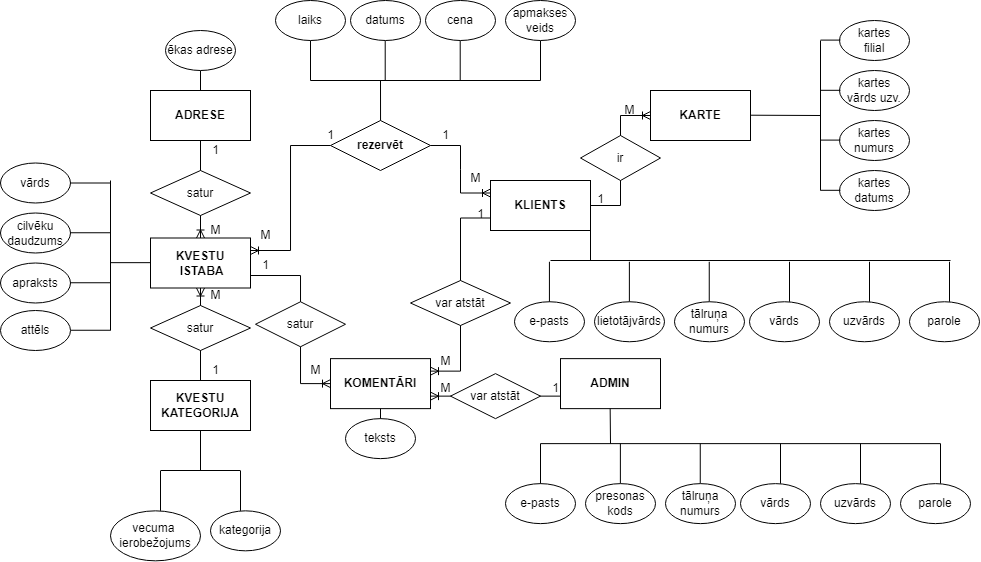 laiks
datums
cena
apmakses
veids
kartes
filial
ēkas adrese
kartes
vārds uzv.
ADRESE
M
KARTE
1
rezervēt
1
kartes
numurs
1
ir
vārds
satur
M
kartes
datums
1
KLIENTS
1
cilvēku
daudzums
M
M
KVESTU
ISTABA
1
apraksts
M
var atstāt
attēls
satur
satur
e-pasts
lietotājvārds
tālruņa
numurs
vārds
uzvārds
parole
1
M
M
KOMENTĀRI
M
var atstāt
1
ADMIN
KVESTU
KATEGORIJA
teksts
e-pasts
presonas
kods
tālruņa
numurs
vārds
uzvārds
parole
vecuma
ierobežojums
kategorija